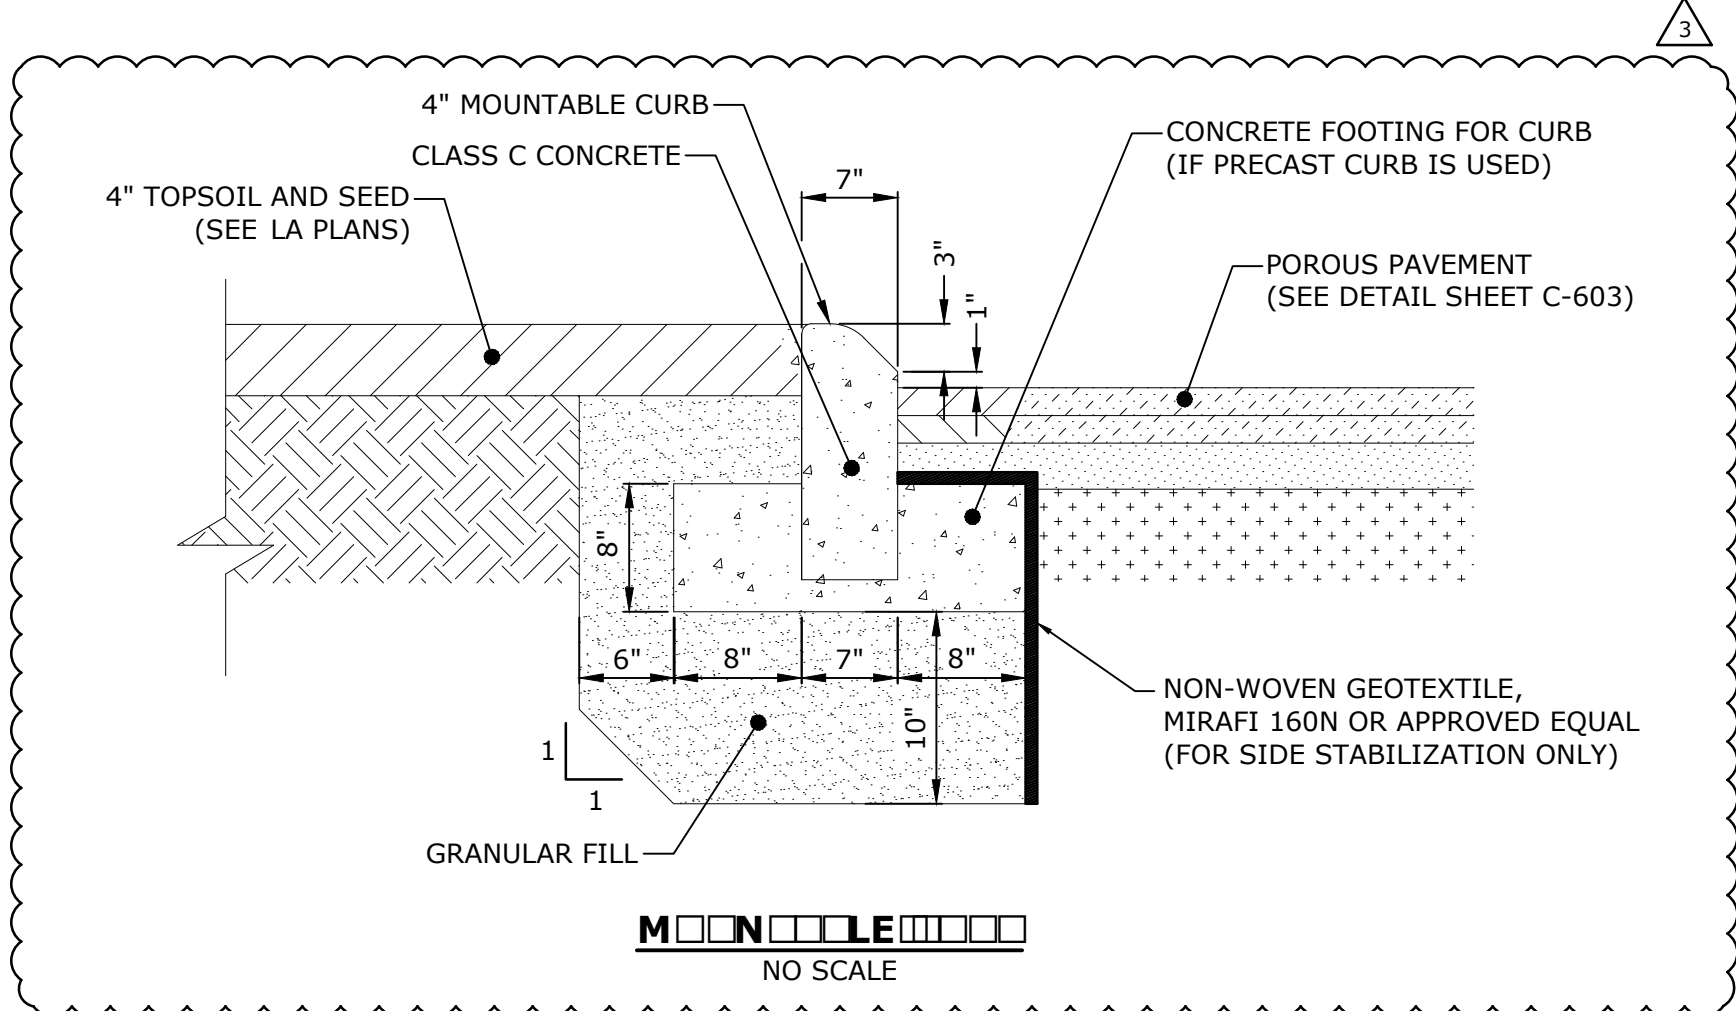 3
4" MOUNTABLE CURB
CLASS C CONCRETE
4" TOPSOIL AND SEED
(SEE LA PLANS)
7"
CONCRETE FOOTING FOR CURB
(IF PRECAST CURB IS USED)
3"
1"
POROUS PAVEMENT
(SEE DETAIL SHEET C-603)
8"
6"
8"
7"
8"
10"
1
1
NON-WOVEN GEOTEXTILE,
MIRAFI 160N OR APPROVED EQUAL
(FOR SIDE STABILIZATION ONLY)
GRANULAR FILL
NO SCALE